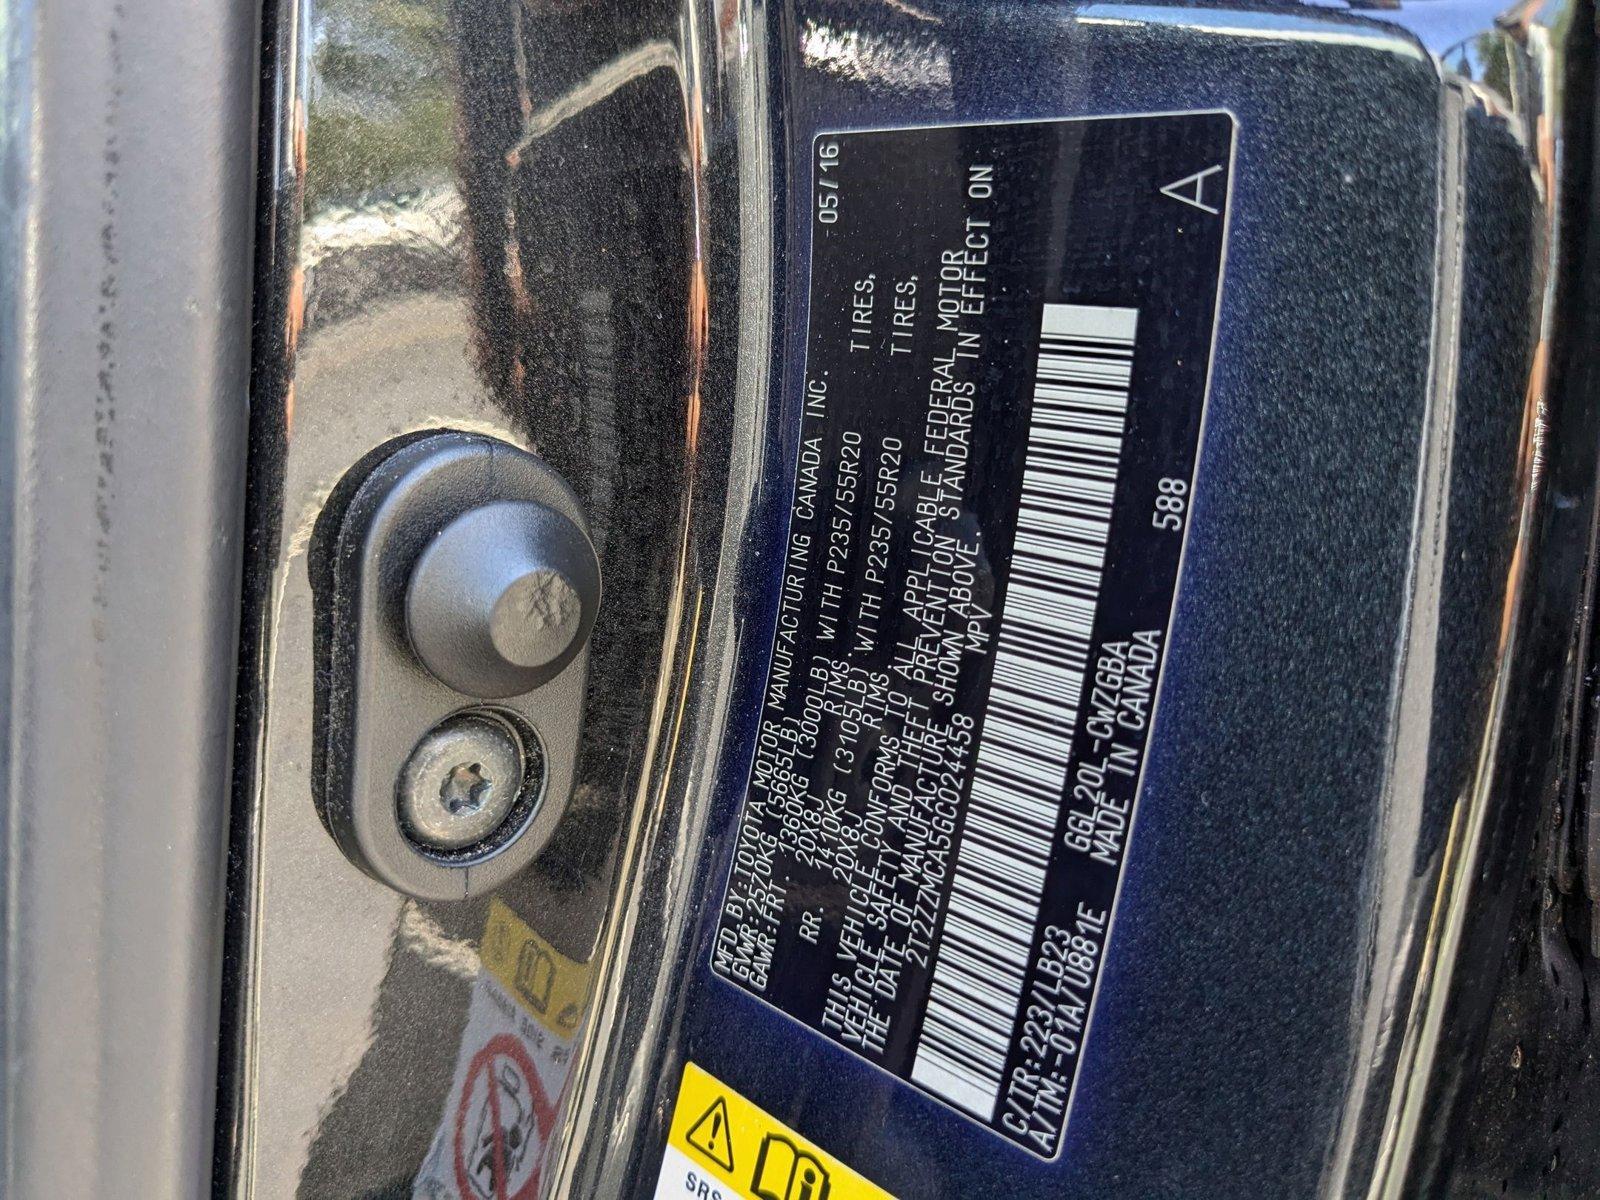 MFD BY:TOYOTA MOTOR MANUFACTURING CANADA INC. 05/16
GVWR:2570KG (5665LB)
GAWR:FRT. 1360KG (3000LB) WITH P235/55R20 TIRES,
20X8J RIMS.
RR. 1410KG (3105LB) WITH P235/55R20 TIRES,
20X8J RIMS.
THIS VEHICLE CONFORMS TO ALL APPLICABLE FEDERAL MOTOR
VEHICLE SAFETY AND THEFT PREVENTION STANDARDS IN EFFECT ON
THE DATE OF MANUFACTURE SHOWN ABOVE.
2T2ZZMCA5GC024458 MPV
C/TR:223/LB23 GGL20L-CWZGBA 588 A
A/TM:-01A/U881E MADE IN CANADA
SRS